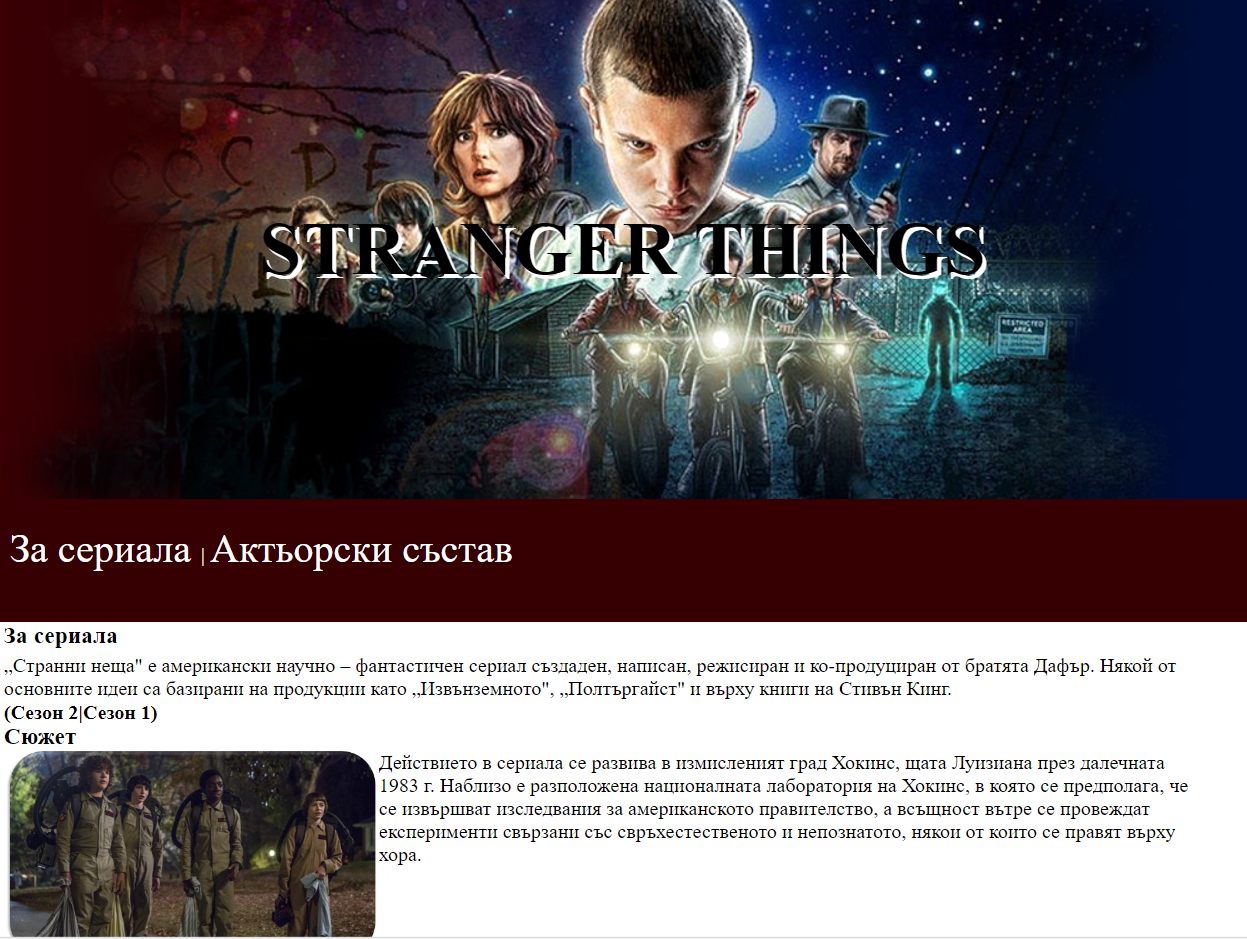 STRANGER THINGS
RESTRICTED
AREA
За сериала | Актьорски състав
За сериала
„Странни неща" е американски научно – фантастичен сериал създаден, написан, режисиран и ко-продуциран от братята Дафър. Някой от
основните идеи са базирани на продукции като „Извънземното", „Полтъргайст" и върху книги на Стивън Кинг.
(Сезон 2|Сезон 1)
Сюжет
Действието в сериала се развива в измисленият град Хокинс, щата Луизиана през далечната
1983 г. Наблизо е разположена националната лаборатория на Хокинс, в която се предполага, че
се извършват изследвания за американското правителство, а всъщност вътре се провеждат
експерименти свързани със свръхестественото и непознатото, някои от които се правят върху
хора.